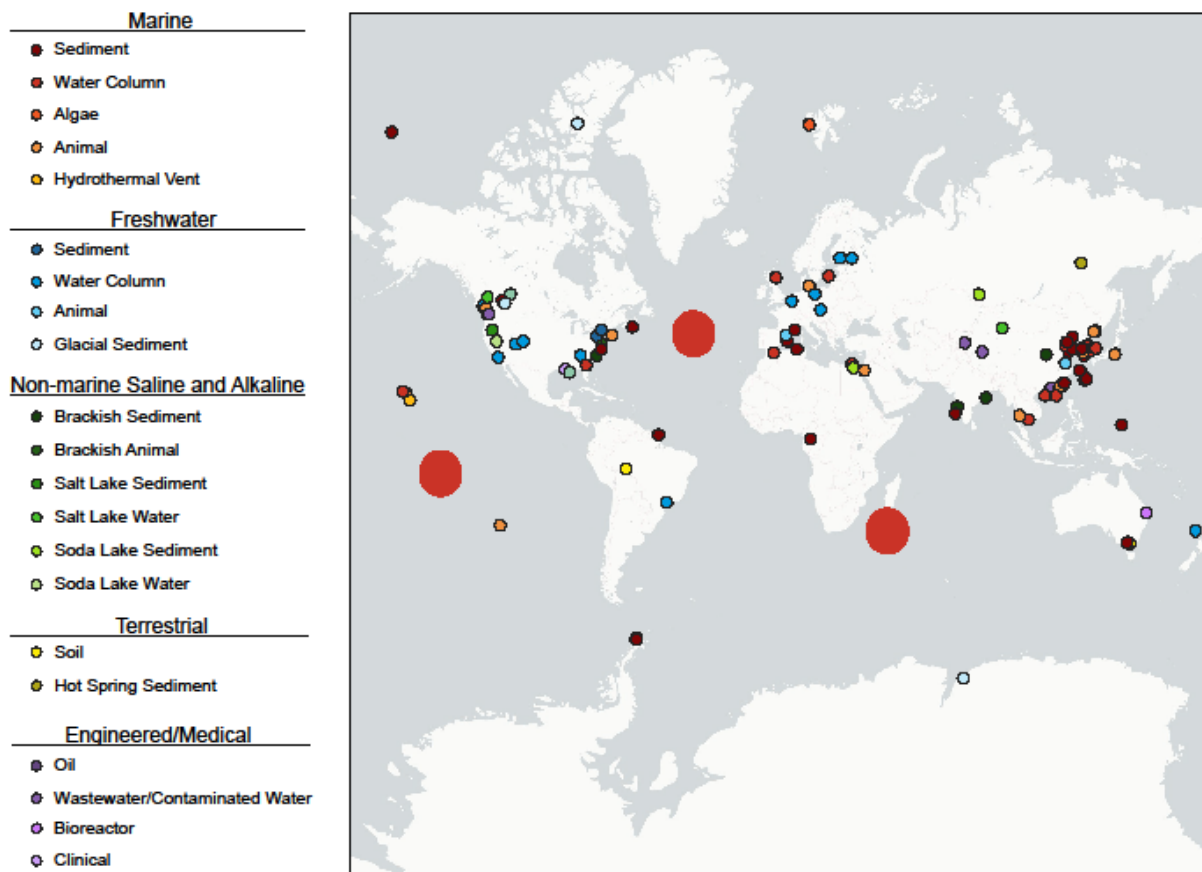 Marine
Sediment
Water Column
Algae
Animal
Hydrothermal Vent
Freshwater
Sediment
Water Column
Animal
Glacial Sediment
Non-marine Saline and Alkaline
Brackish Sediment
Brackish Animal
Salt Lake Sediment
Salt Lake Water
Soda Lake Sediment
Soda Lake Water
Terrestrial
Soil
Hot Spring Sediment
Engineered/Medical
Oil
Wastewater/Contaminated Water
Bioreactor
Clinical